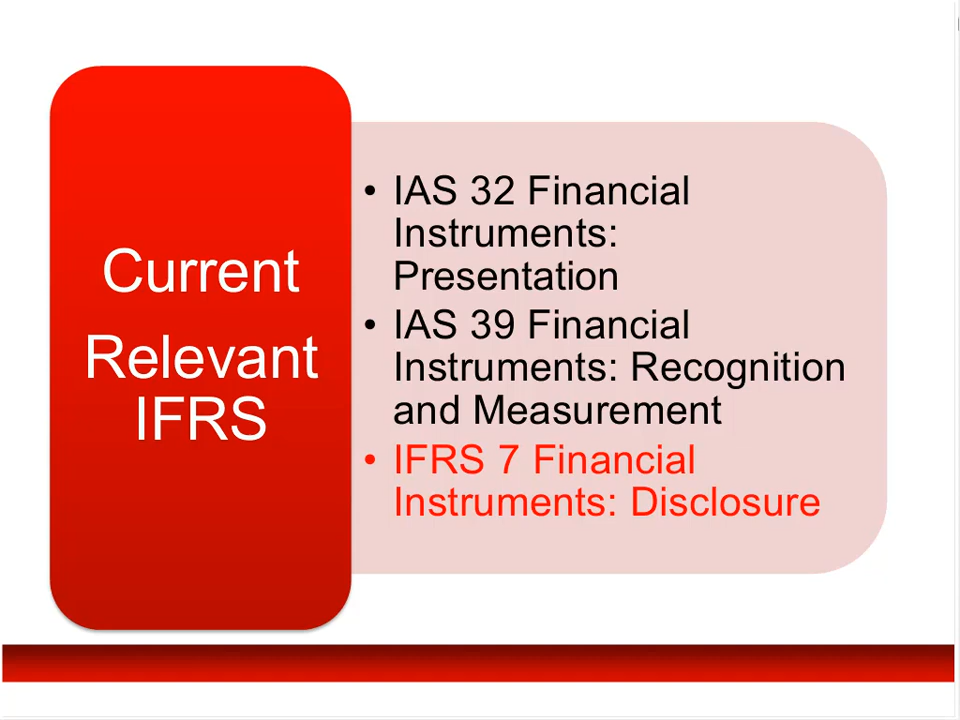 Current
Relevant
IFRS
• IAS 32 Financial
Instruments:
Presentation
• IAS 39 Financial
Instruments: Recognition
and Measurement
• IFRS 7 Financial
Instruments: Disclosure